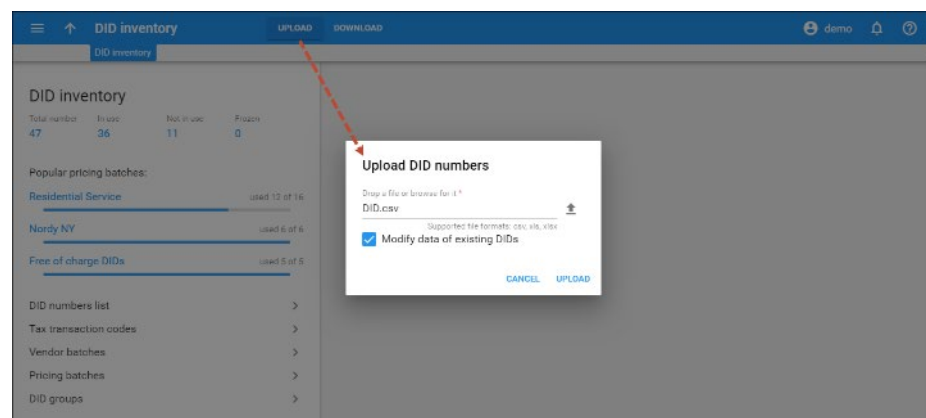 DID inventory UPLOAD DOWNLOAD demo
DID inventory
DID inventory
Total number In use Not in use Frozen
47 36 11 0
Popular pricing batches:
Residential Service used 12 of 16
Nordy NY used 6 of 6
Free of charge DIDs used 5 of 5
DID numbers list
Tax transaction codes
Vendor batches
Pricing batches
DID groups
Upload DID numbers
Drop a file or browse for it *
DID.csv
Supported file formats: csv, xls, xlsx
Modify data of existing DIDs
CANCEL UPLOAD